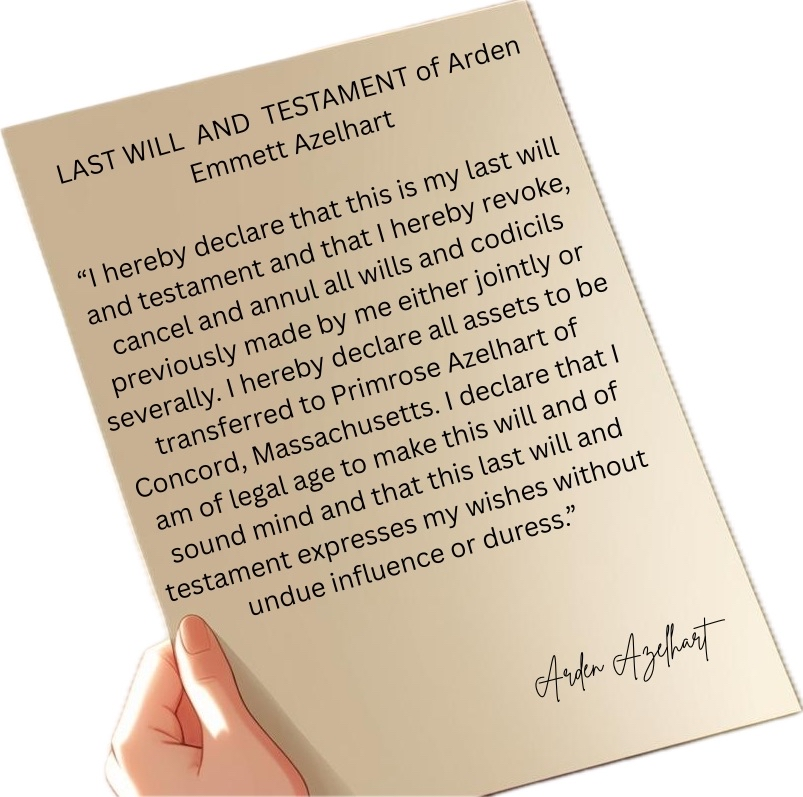 LAST WILL AND TESTAMENT of Arden
Emmett Azelhart
“I hereby declare that this is my last will
and testament and that I hereby revoke,
cancel and annul all wills and codicils
previously made by me either jointly or
severally. I hereby declare all assets to be
transferred to Primrose Azelhart of
Concord, Massachusetts. I declare that I
am of legal age to make this will and of
sound mind and that this last will and
testament expresses my wishes without
undue influence or duress.”
Arden Azelhart